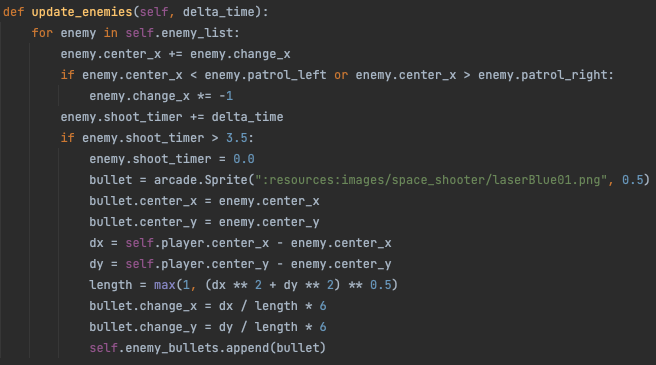 def update_enemies(self, delta_time):
    for enemy in self.enemy_list:
        enemy.center_x += enemy.change_x
        if enemy.center_x < enemy.patrol_left or enemy.center_x > enemy.patrol_right:
            enemy.change_x *= -1
        enemy.shoot_timer += delta_time
        if enemy.shoot_timer > 3.5:
            enemy.shoot_timer = 0.0
            bullet = arcade.Sprite(":resources:images/space_shooter/laserBlue01.png", 0.5)
            bullet.center_x = enemy.center_x
            bullet.center_y = enemy.center_y
            dx = self.player.center_x - enemy.center_x
            dy = self.player.center_y - enemy.center_y
            length = max(1, (dx ** 2 + dy ** 2) ** 0.5)
            bullet.change_x = dx / length * 6
            bullet.change_y = dy / length * 6
            self.enemy_bullets.append(bullet)